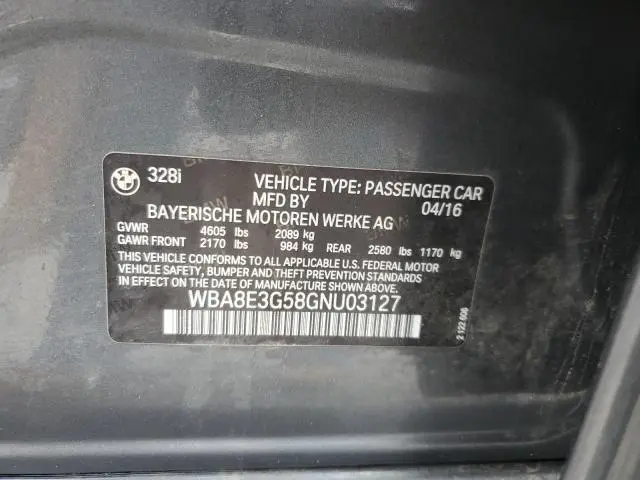 328i
VEHICLE TYPE: PASSENGER CAR
MFD BY 04/16
BAYERISCHE MOTOREN WERKE AG
GVWR 4605 lbs 2089 kg
GAWR FRONT 2170 lbs 984 kg REAR 2580 lbs 1170 kg
THIS VEHICLE CONFORMS TO ALL APPLICABLE U.S. FEDERAL MOTOR
VEHICLE SAFETY, BUMPER AND THEFT PREVENTION STANDARDS
IN EFFECT ON THE DATE OF MANUFACTURE SHOWN ABOVE.
WBA8E3G58GNU03127